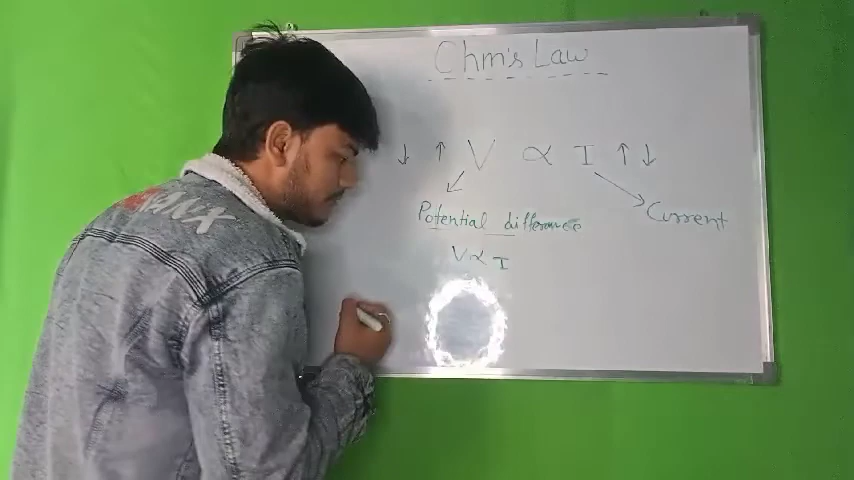 Ohm's Law
↓ ↑ V ∝ I ↑ ↓
Potential difference
Current
V ∝ I